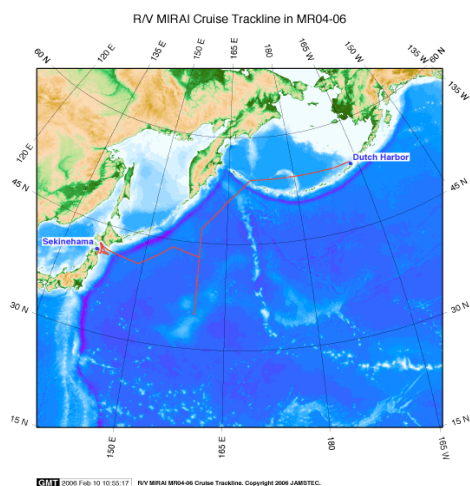 R/V MIRAI Cruise Trackline in MR04-06
60 N
120 E
135 E
150 E
165 E
180
165 W
150 W
135 W
60 N
135 W
120 E
45 N
45 N
Dutch Harbor
Sekinehama
30 N
30 N
15 N
15 N
150 E
165 E
180
165 W
GMT 2006 Feb 10 10:55:17 R/V MIRAI MR04-06 Cruise Trackline. Copyright 2006 JAMSTEC.